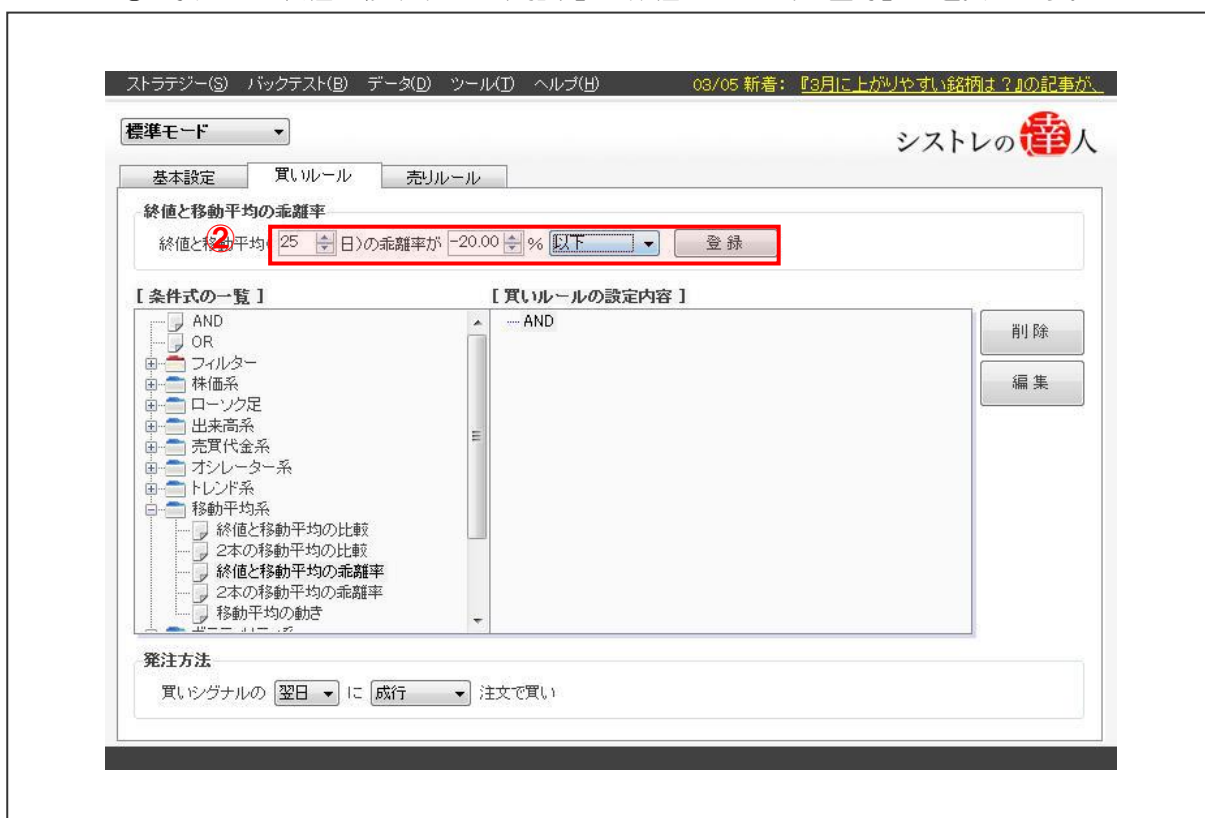 ストラテジー(S) バックテスト(B) データ(D) ツール(T) ヘルプ(H) 03/05 新着: 『3月に上がりやすい銘柄は?』の記事が、
標準モード
シストレの達人
基本設定 買いルール 売りルール
終値と移動平均の乖離率
終値と移動平均( 25 日)の乖離率が -20.00 % 以下 登録
②
[ 条件式の一覧 ] [ 買いルールの設定内容 ]
AND AND
OR 削除
フィルター
株価系 編集
ローソク足
出来高系
売買代金系
オシレーター系
トレンド系
移動平均系
終値と移動平均の比較
2本の移動平均の比較
終値と移動平均の乖離率
2本の移動平均の乖離率
移動平均の動き
発注方法
買いシグナルの 翌日 に 成行 注文で買い